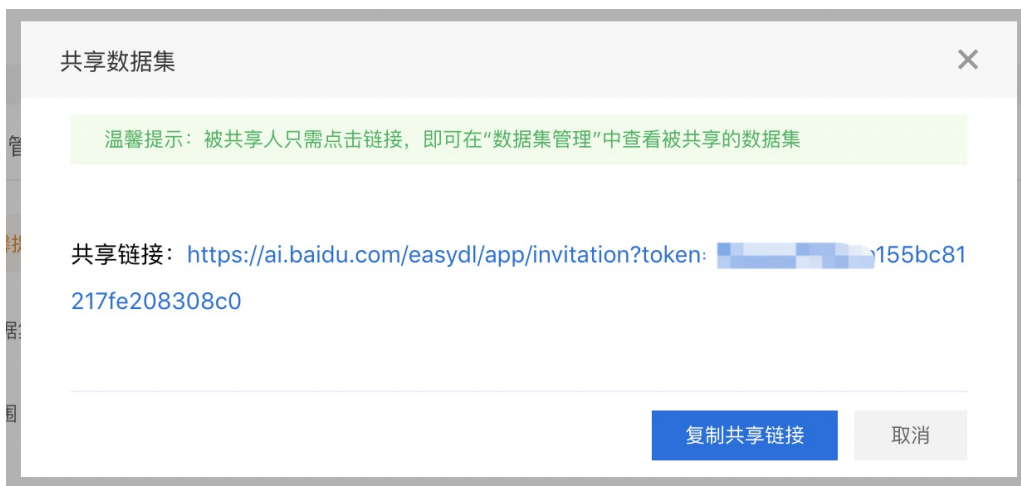 共享数据集
温馨提示：被共享人只需点击链接，即可在“数据集管理”中查看被共享的数据集
共享链接：https://ai.baidu.com/easydl/app/invitation?token 155bc81
217fe208308c0
复制共享链接 取消
管